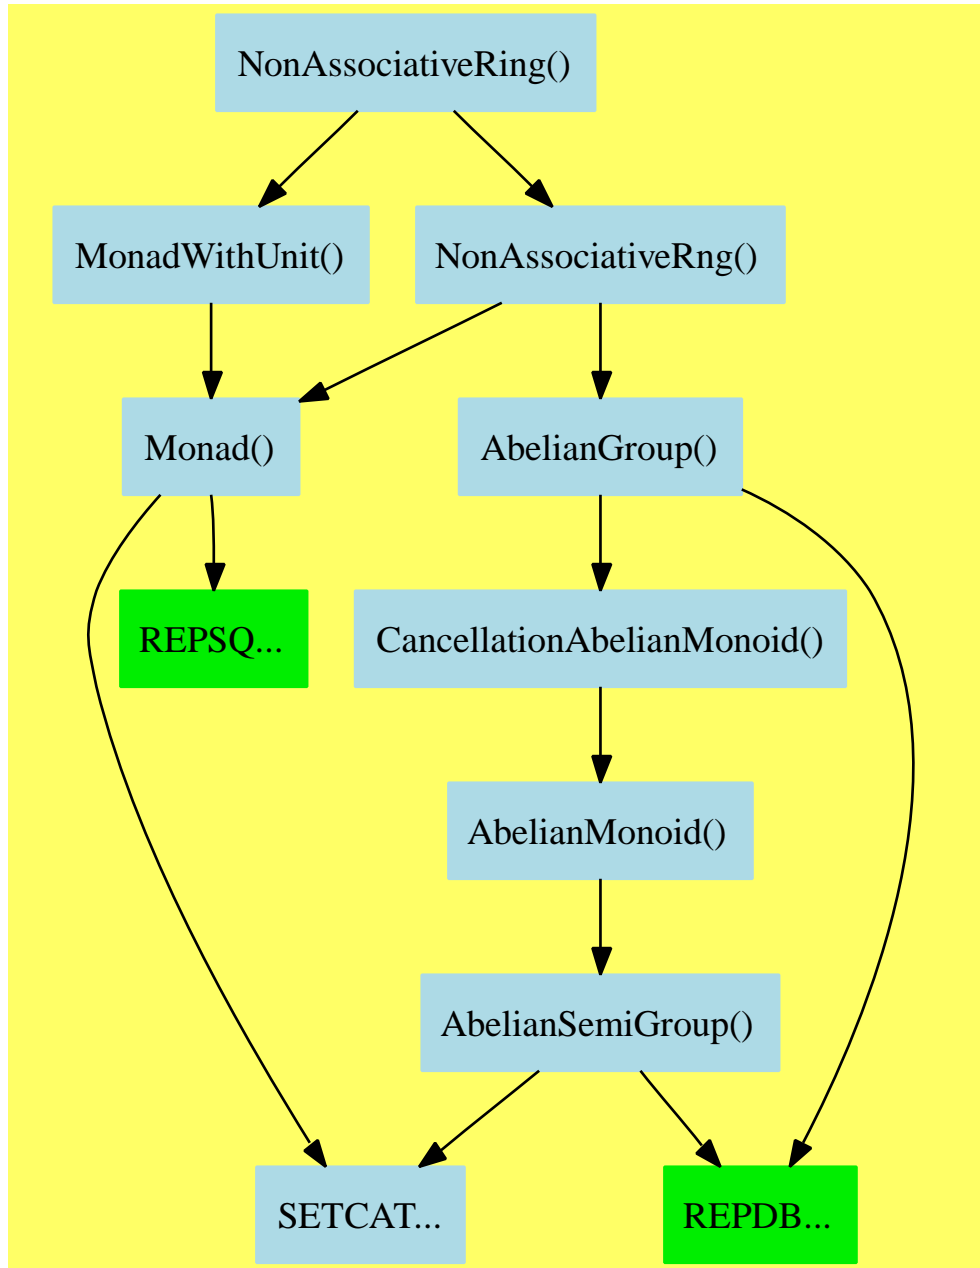 NonAssociativeRing()
MonadWithUnit()
NonAssociativeRng()
Monad()
AbelianGroup()
REPSQ...
CancellationAbelianMonoid()
AbelianMonoid()
AbelianSemiGroup()
SETCAT...
REPDB...